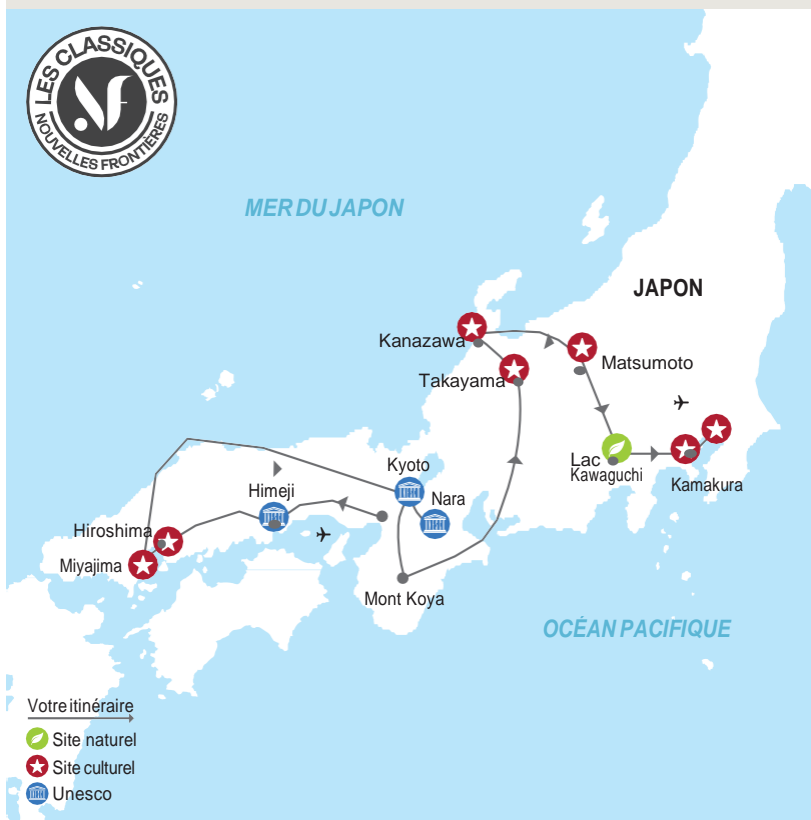 LES CLASSIQUES
NF
NOUVELLES FRONTIÈRES
MER DU JAPON
JAPON
Kanazawa
Matsumoto
Takayama
Lac
Kawaguchi
Kamakura
Kyoto
Nara
Himeji
Hiroshima
Miyajima
Mont Koya
OCÉAN PACIFIQUE
Votre itinéraire
Site naturel
Site culturel
Unesco